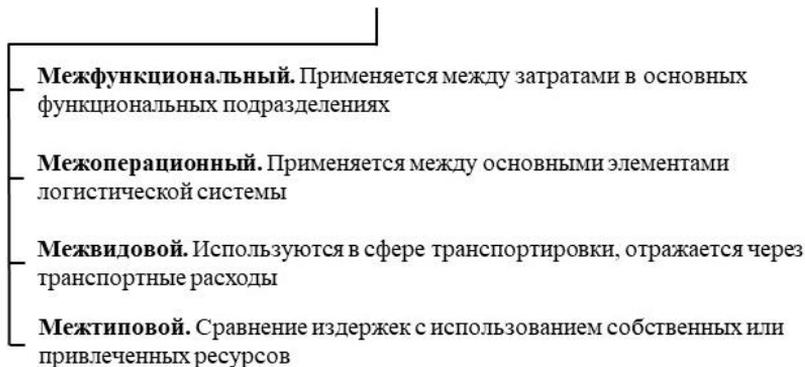 Межфункциональный. Применяется между затратами в основных
функциональных подразделениях
Межоперационный. Применяется между основными элементами
логистической системы
Межвидовой. Используются в сфере транспортировки, отражается через
транспортные расходы
Межтиповой. Сравнение издержек с использованием собственных или
привлеченных ресурсов